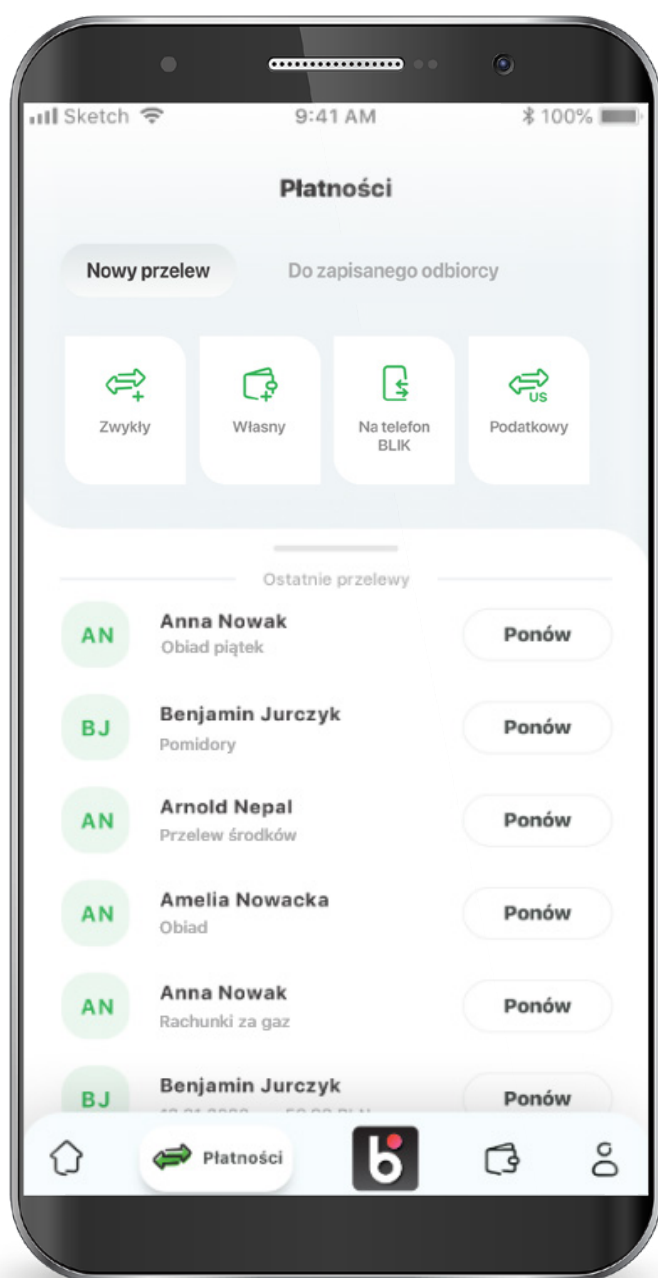 Sketch
9:41 AM
100%
Płatności
Nowy przelew
Do zapisanego odbiorcy
Zwykły
Własny
Na telefon
BLIK
US
Podatkowy
Ostatnie przelewy
AN
Anna Nowak
Obiad piątek
Ponów
BJ
Benjamin Jurczyk
Pomidory
Ponów
AN
Arnold Nepal
Przelew środków
Ponów
AN
Amelia Nowacka
Obiad
Ponów
AN
Anna Nowak
Rachunki za gaz
Ponów
BJ
Benjamin Jurczyk
Ponów
Płatności
b